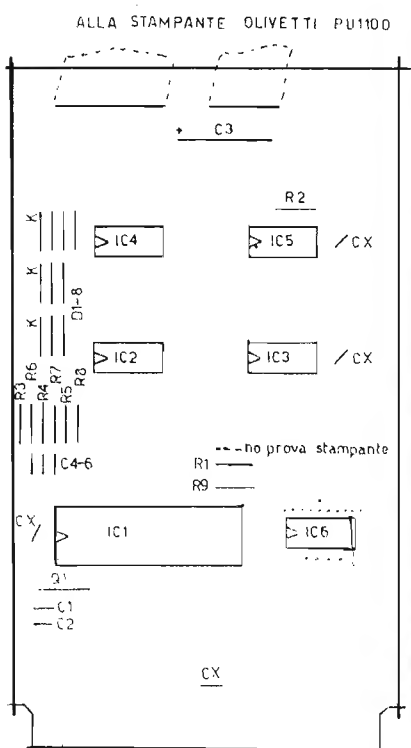 ALLA STAMPANTE OLIVETTI PU1100
+ C3
R2
K
IC4
IC5
CX
K
D1-8
K
IC2
IC3
CX
R3
R6
R4
R7
R5
R8
no prova stampante
R1
C4-6
R9
CX
IC1
IC6
C1
C2
CX